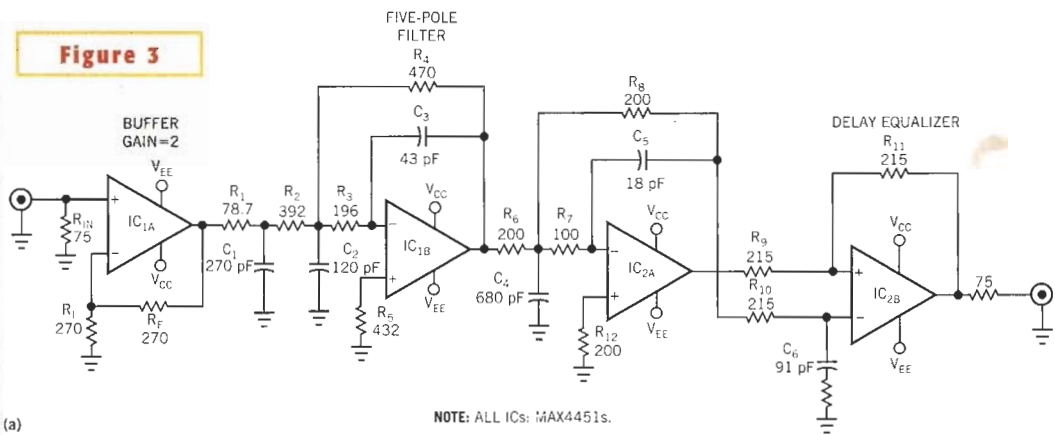 Figure 3
FIVE-POLE
FILTER
R4
470
C3
43 pF
BUFFER
GAIN=2
VEE
+
−
IC1A
VCC
RIN
75
RI
270
RF
270
R1
78.7
C1
270 pF
R2
392
R3
196
C2
120 pF
VCC
−
+
IC1B
VEE
R5
432
R8
200
C5
18 pF
R6
200
R7
100
C4
680 pF
VCC
−
+
IC2A
VEE
R12
200
DELAY EQUALIZER
R11
215
R9
215
R10
215
VCC
+
−
IC2B
VEE
C6
91 pF
75
(a)
NOTE: ALL ICs: MAX4451s.